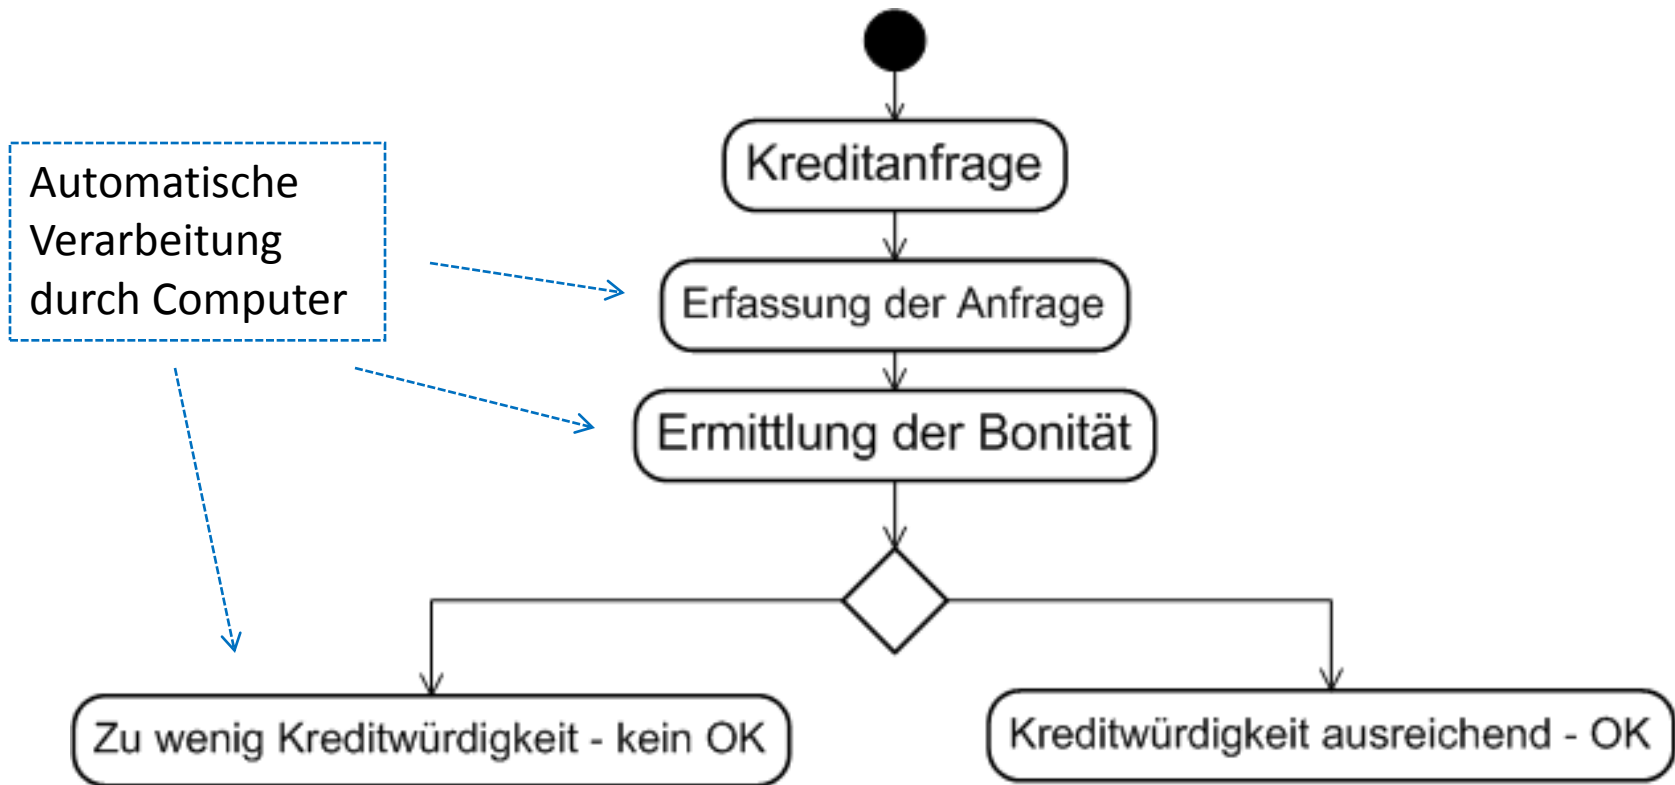 Kreditanfrage
Automatische
Verarbeitung
durch Computer
Erfassung der Anfrage
Ermittlung der Bonität
Zu wenig Kreditwürdigkeit - kein OK
Kreditwürdigkeit ausreichend - OK